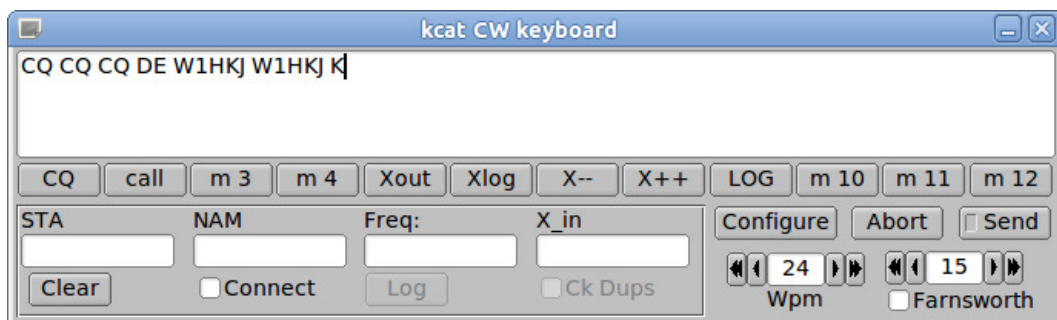 kcat CW keyboard
CQ CQ CQ DE W1HKJ W1HKJ K
CQ call m 3 m 4 Xout Xlog X-- X++ LOG m 10 m 11 m 12
STA NAM Freq: X_in Configure Abort Send
24 15
Clear Connect Log Ck Dups Wpm Farnsworth